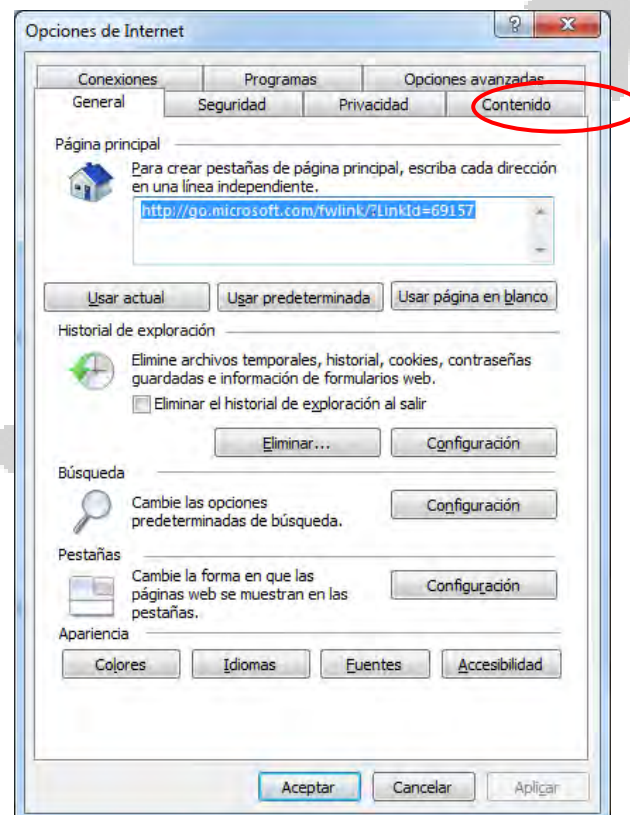 Opciones de Internet
Conexiones Programas Opciones avanzadas
General Seguridad Privacidad Contenido
Página principal
Para crear pestañas de página principal, escriba cada dirección
en una línea independiente.
http://go.microsoft.com/fwlink/?LinkId=69157
Usar actual Usar predeterminada Usar página en blanco
Historial de exploración
Elimine archivos temporales, historial, cookies, contraseñas
guardadas e información de formularios web.
Eliminar el historial de exploración al salir
Eliminar... Configuración
Búsqueda
Cambie las opciones
predeterminadas de búsqueda.
Configuración
Pestañas
Cambie la forma en que las
páginas web se muestran en las
pestañas.
Configuración
Apariencia
Colores Idiomas Fuentes Accesibilidad
Aceptar Cancelar Aplicar